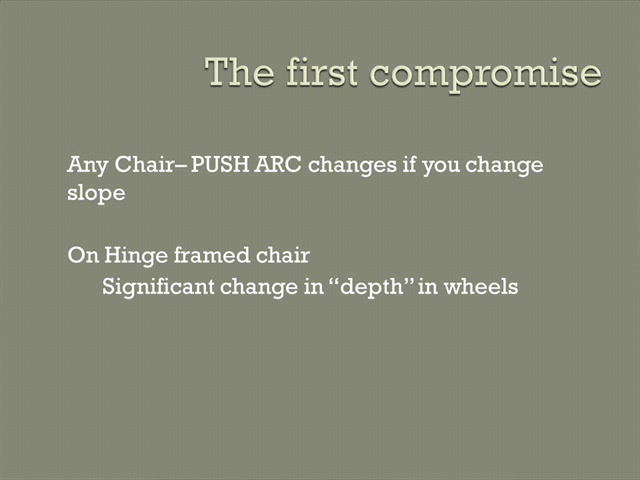 The first compromise
Any Chair– PUSH ARC changes if you change
slope
On Hinge framed chair
Significant change in “depth” in wheels